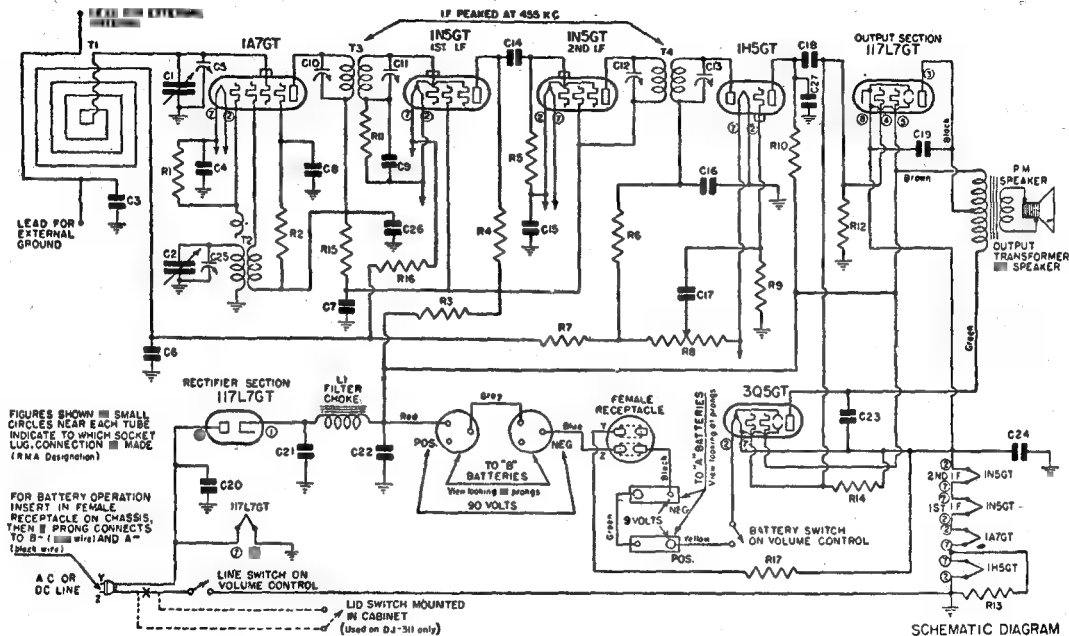 IF PEAKED AT 455 KC
T1
C1
C5
1A7GT
C10
T3
C11
1N5GT
1ST. I.F
C14
1N5GT
2ND I.F
C12
T4
C13
1H5GT
C18
C27
OUTPUT SECTION
117L7GT
C19
Black
Brown
P M
SPEAKER
OUTPUT
TRANSFORMER
SPEAKER
Green
LEAD FOR
EXTERNAL
GROUND
C3
R1
C4
C8
R11
C9
R5
C15
R4
R6
C16
R10
R12
C2
C25
T2
R2
R15
C26
R16
C7
R3
C17
R9
C6
R7
R8
RECTIFIER SECTION
117L7GT
L1
FILTER
CHOKE
Red
Grey
Blue
FEMALE
RECEPTACLE
3Q5GT
C23
C24
FIGURES SHOWN SMALL
CIRCLES NEAR EACH TUBE
INDICATE TO WHICH SOCKET
LUG, CONNECTION MADE
(RMA Designation)
C21
C22
POS.
NEG
TO "B"
BATTERIES
View looking prongs
90 VOLTS
Y
Z
Black
TO "A" BATTERIES
View looking at prongs
C20
117L7GT
Green
9 VOLTS
NEG.
Yellow
POS.
BATTERY SWITCH
ON VOLUME CONTROL
R14
R17
2ND I F
1N5GT
1ST I F
1N5GT
1A7GT
1H5GT
R13
FOR BATTERY OPERATION
INSERT IN FEMALE
RECEPTACLE ON CHASSIS,
THEN PRONG CONNECTS
TO B- ( wire) AND A-
(black wire)
A C OR
DC LINE
Y
Z
LINE SWITCH ON
VOLUME CONTROL
LID SWITCH MOUNTED
IN CABINET
(Used on DJ-311 only)
SCHEMATIC DIAGRAM